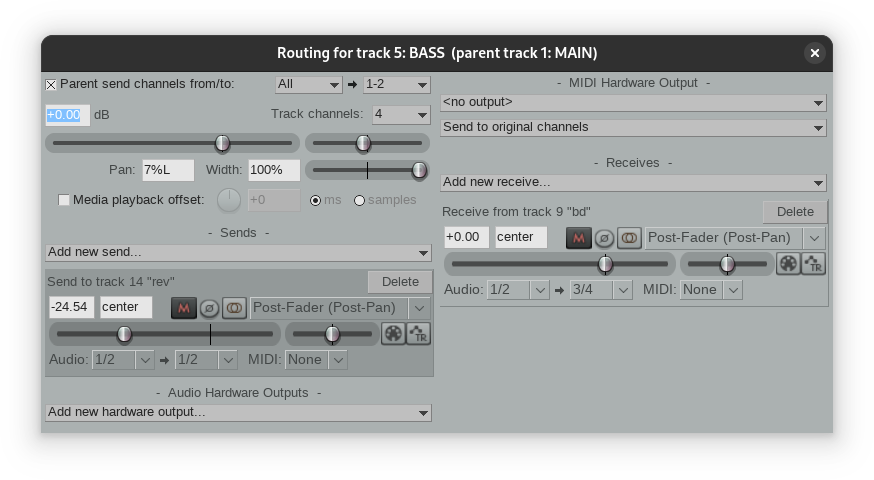 Routing for track 5: BASS (parent track 1: MAIN)
Parent send channels from/to: All 1-2
+0.00 dB Track channels: 4
Pan: 7%L Width: 100%
Media playback offset: +0 ms samples
- Sends -
Add new send...
Send to track 14 "rev" Delete
-24.54 center M Post-Fader (Post-Pan)
TR
Audio: 1/2 1/2 MIDI: None
- Audio Hardware Outputs -
Add new hardware output...
- MIDI Hardware Output -
<no output>
Send to original channels
- Receives -
Add new receive...
Receive from track 9 "bd" Delete
+0.00 center M Post-Fader (Post-Pan)
TR
Audio: 1/2 3/4 MIDI: None